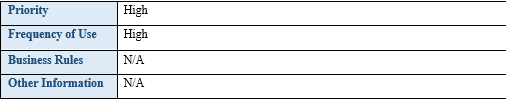 Priority High
Frequency of Use High
Business Rules N/A
Other Information N/A